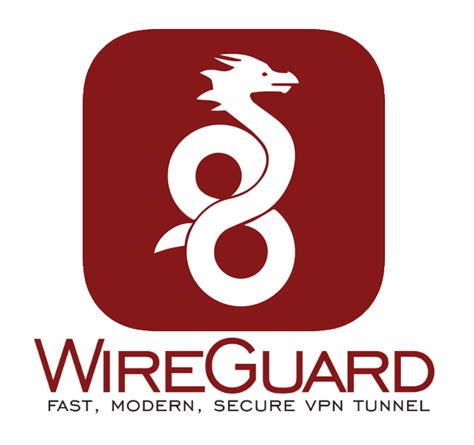 WIREGUARD
FAST, MODERN, SECURE VPN TUNNEL